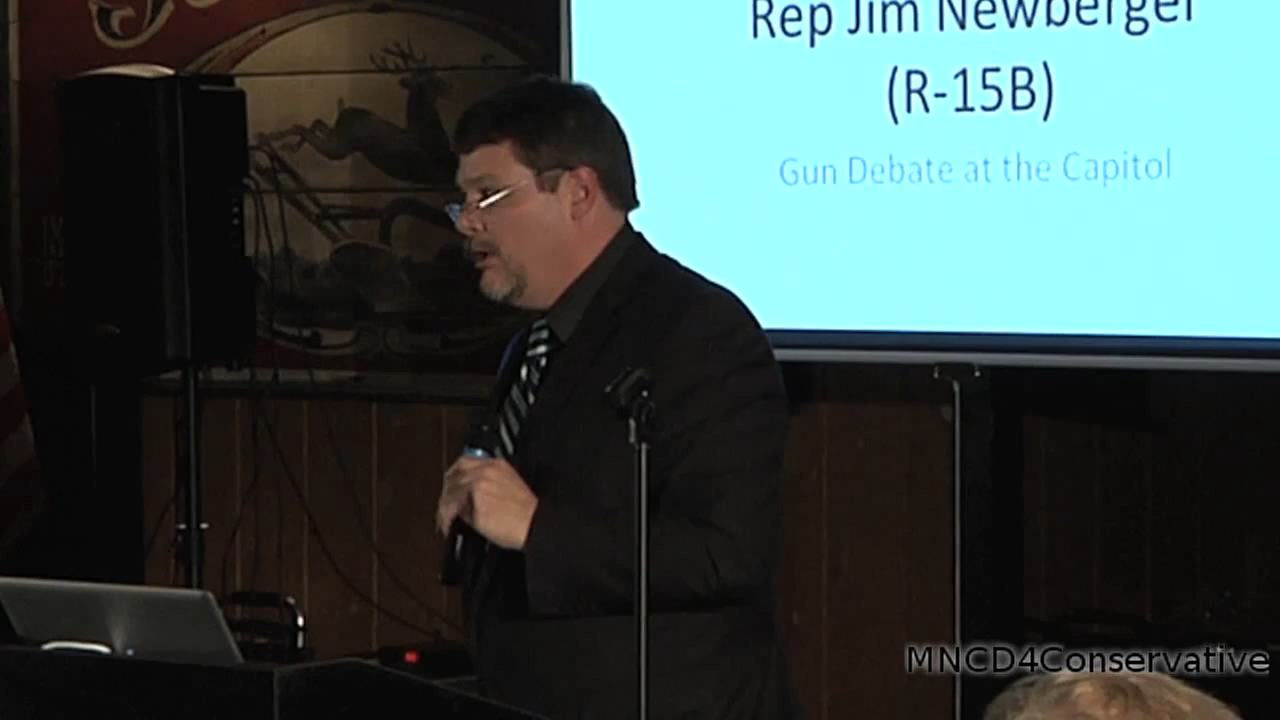 Rep Jim Newberger
(R-15B)
Gun Debate at the Capitol
MNCD4Conservative